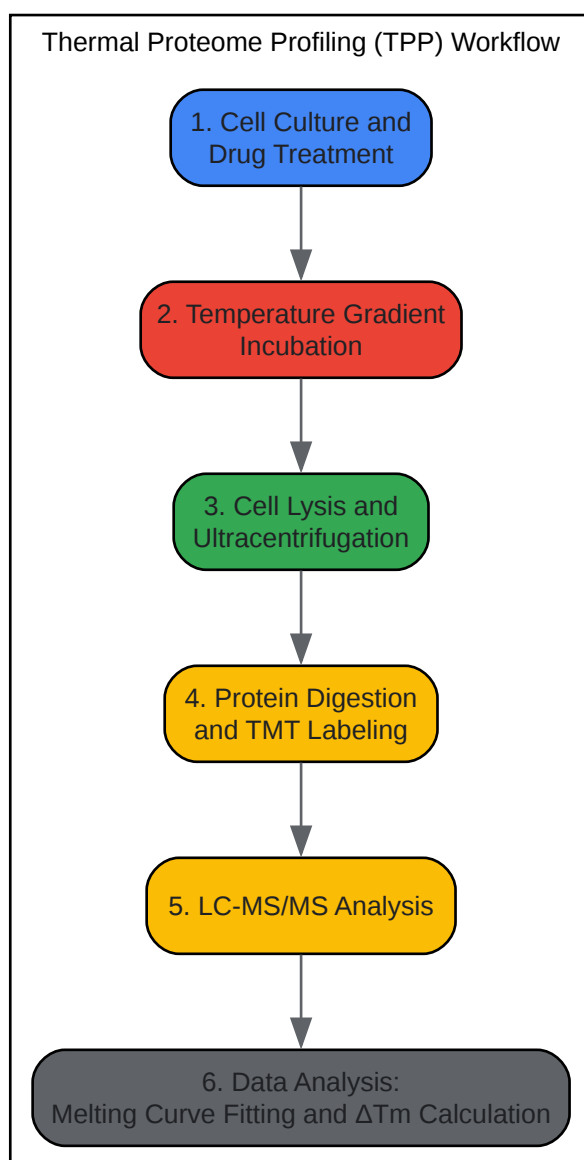 Thermal Proteome Profiling (TPP) Workflow
1. Cell Culture and
Drug Treatment
2. Temperature Gradient
Incubation
3. Cell Lysis and
Ultracentrifugation
4. Protein Digestion
and TMT Labeling
5. LC-MS/MS Analysis
6. Data Analysis:
Melting Curve Fitting and ΔTm Calculation